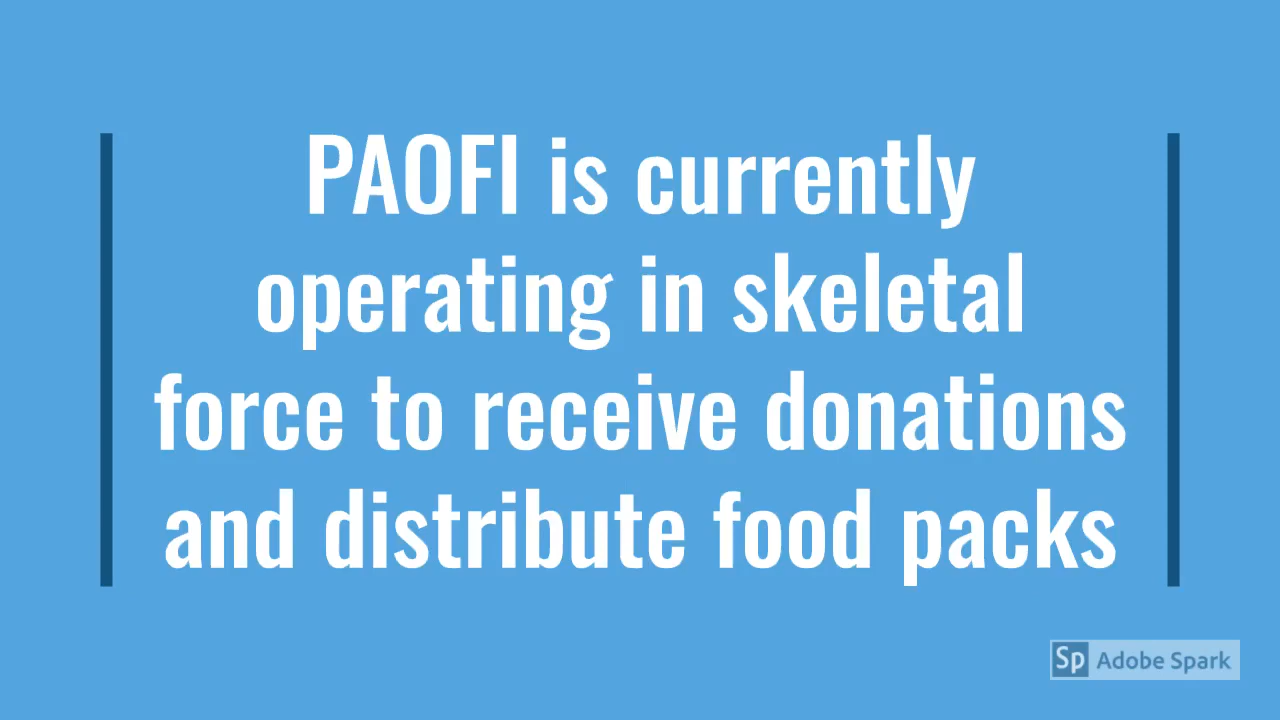 PAOFI is currently
operating in skeletal
force to receive donations
and distribute food packs
Sp Adobe Spark